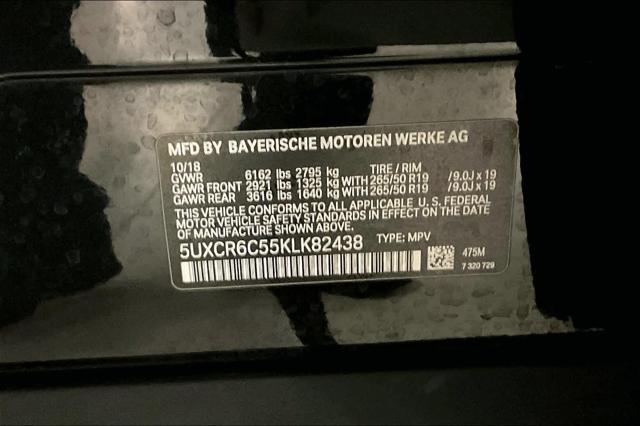 MFD BY BAYERISCHE MOTOREN WERKE AG
10/18 TIRE / RIM
GVWR 6162 lbs 2795 kg
GAWR FRONT 2921 lbs 1325 kg WITH 265/50 R19 /9.0J x 19
GAWR REAR 3616 lbs 1640 kg WITH 265/50 R19 /9.0J x 19
THIS VEHICLE CONFORMS TO ALL APPLICABLE U.S. FEDERAL
MOTOR VEHICLE SAFETY STANDARDS IN EFFECT ON THE DATE
OF MANUFACTURE SHOWN ABOVE.
5UXCR6C55KLK82438 TYPE: MPV
475M
7 320 729